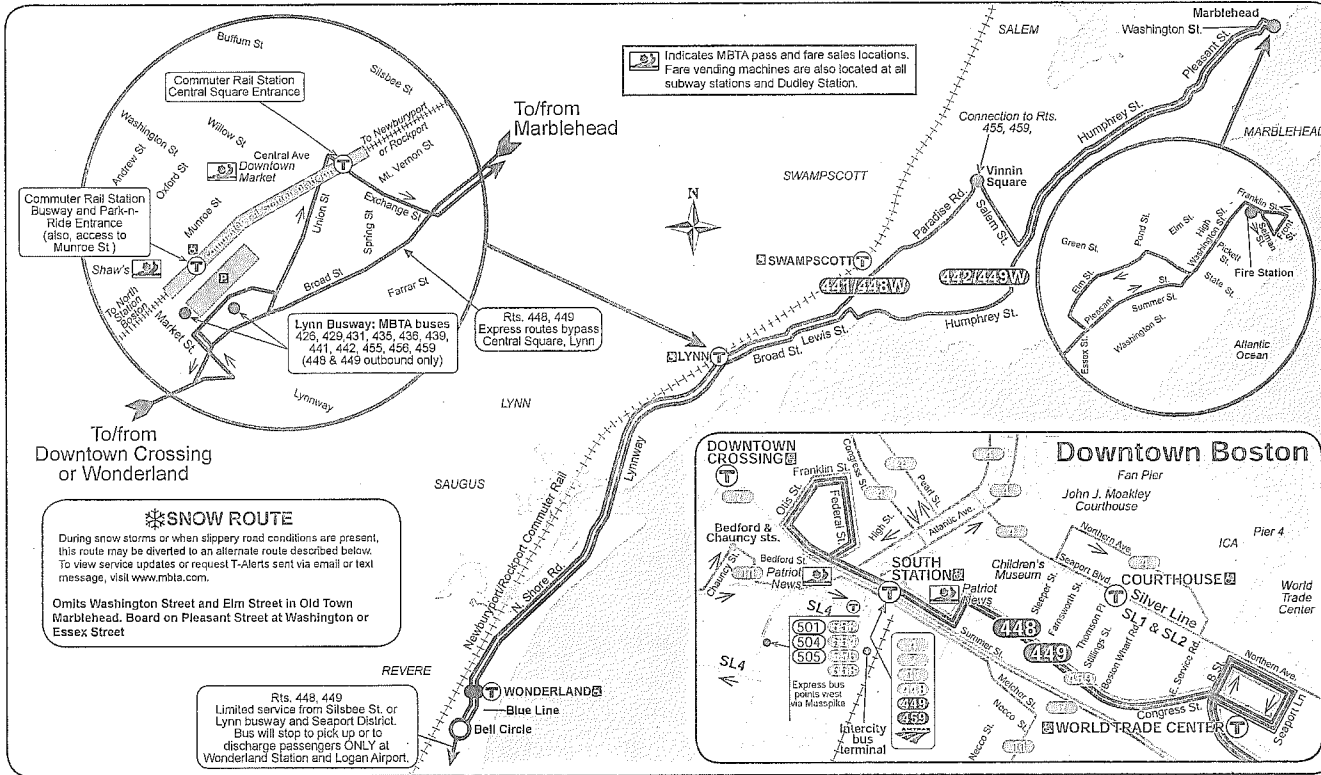 Buffum St
Silsbee St
Commuter Rail Station
Central Square Entrance
To/from
Marblehead
To Newburyport
or Rockport
Washington St
Willow St
Andrew St
Oxford St
Central Ave
Downtown
Market
Mt. Vernon St
Commuter Rail Station
Busway and Park-n-
Ride Entrance
(also, access to
Munroe St )
Munroe St
Union St
Exchange St
Spring St
Shaw's
B
Broad St
Farrar St
To North
Station
Boston
Market St.
Lynn Busway: MBTA buses
426, 429,431, 435, 436, 439,
441, 442, 455, 456, 459
(448 & 449 outbound only)
Rts. 448, 449
Express routes bypass
Central Square, Lynn
Lynnway
To/from
Downtown Crossing
or Wonderland
Indicates MBTA pass and fare sales locations.
Fare vending machines are also located at all
subway stations and Dudley Station.
SALEM
Marblehead
Washington St.
Pleasant St.
Humphrey St.
MARBLEHEAD
Connection to Rts.
455, 459,
Vinnin
Square
SWAMPSCOTT
N
Paradise Rd.
Salem St.
SWAMPSCOTT T
441/448W
442/449W
Humphrey St.
Lewis St.
Broad St.
LYNN T
LYNN
Lynnway
SAUGUS
Newburyport/Rockport Commuter Rail
N. Shore Rd.
REVERE
T WONDERLAND
Blue Line
Bell Circle
Franklin St.
Front St.
Selman St.
Fire Station
Green St.
Pond St.
Elm St.
High St.
Washington St.
Pickett St.
State St.
Elm St.
Pleasant St.
Summer St.
Washington St.
Essex St.
Atlantic
Ocean
SNOW ROUTE
During snow storms or when slippery road conditions are present,
this route may be diverted to an alternate route described below.
To view service updates or request T-Alerts sent via email or text
message, visit www.mbta.com.
Omits Washington Street and Elm Street in Old Town
Marblehead. Board on Pleasant Street at Washington or
Essex Street
Rts. 448, 449
Limited service from Silsbee St. or
Lynn busway and Seaport District.
Bus will stop to pick up or to
discharge passengers ONLY at
Wonderland Station and Logan Airport.
Downtown Boston
DOWNTOWN
CROSSING
T
Franklin St.
Otis St.
Federal St.
Congress St.
Pearl St.
High St.
Atlantic Ave.
Fan Pier
John J. Moakley
Courthouse
Northern Ave.
Seaport Blvd.
ICA
Pier 4
World
Trade
Center
Bedford &
Chauncy sts.
Chauncy St.
Bedford St.
Patriot
News
SOUTH
STATION
T
Patriot
News
Children's
Museum
Sleeper St.
Farnsworth St.
Thomson Pl
Stillings St.
Boston Wharf Rd.
COURTHOUSE
T
Silver Line
SL1 & SL2
SL4
SL4
501
504
505
Express bus
points west
via Masspike
448
449
459
Intercity
bus
terminal
448
449
Summer St.
Melcher St.
Necco St.
Necco St.
E. Service Rd.
B St.
Northern Ave.
Congress St.
Seaport Ln
WORLD TRADE CENTER T